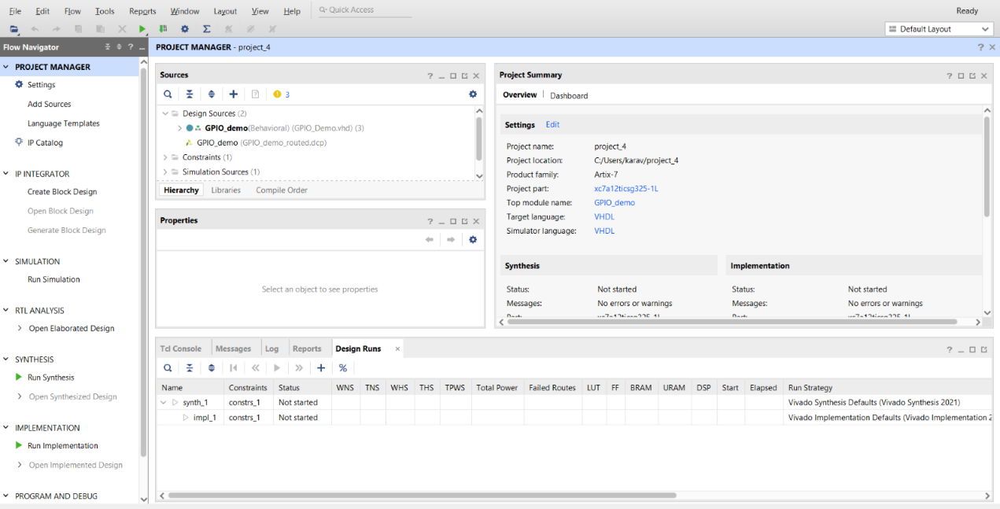 File Edit Flow Tools Reports Window Layout View Help Quick Access Ready
Default Layout
Flow Navigator ?
PROJECT MANAGER
Settings
Add Sources
Language Templates
IP Catalog
IP INTEGRATOR
Create Block Design
Open Block Design
Generate Block Design
SIMULATION
Run Simulation
RTL ANALYSIS
Open Elaborated Design
SYNTHESIS
Run Synthesis
Open Synthesized Design
IMPLEMENTATION
Run Implementation
Open Implemented Design
PROGRAM AND DEBUG
PROJECT MANAGER - project_4 ?
Sources ?
3
Design Sources (2)
GPIO_demo(Behavioral) (GPIO_Demo.vhd) (3)
GPIO_demo (GPIO_demo_routed.dcp)
Constraints (1)
Simulation Sources (1)
Hierarchy Libraries Compile Order
Properties ?
Select an object to see properties
Project Summary ?
Overview Dashboard
Settings Edit
Project name: project_4
Project location: C:/Users/karav/project_4
Product family: Artix-7
Project part: xc7a12ticsg325-1L
Top module name: GPIO_demo
Target language: VHDL
Simulator language: VHDL
Synthesis Implementation
Status: Not started Status: Not started
Messages: No errors or warnings Messages: No errors or warnings
Part: xc7a12ticsg325-1L Part: xc7a12ticsg325-1L
Tcl Console Messages Log Reports Design Runs ?
Name Constraints Status WNS TNS WHS THS TPWS Total Power Failed Routes LUT FF BRAM URAM DSP Start Elapsed Run Strategy
synth_1 constrs_1 Not started Vivado Synthesis Defaults (Vivado Synthesis 2021)
impl_1 constrs_1 Not started Vivado Implementation Defaults (Vivado Implementation 2